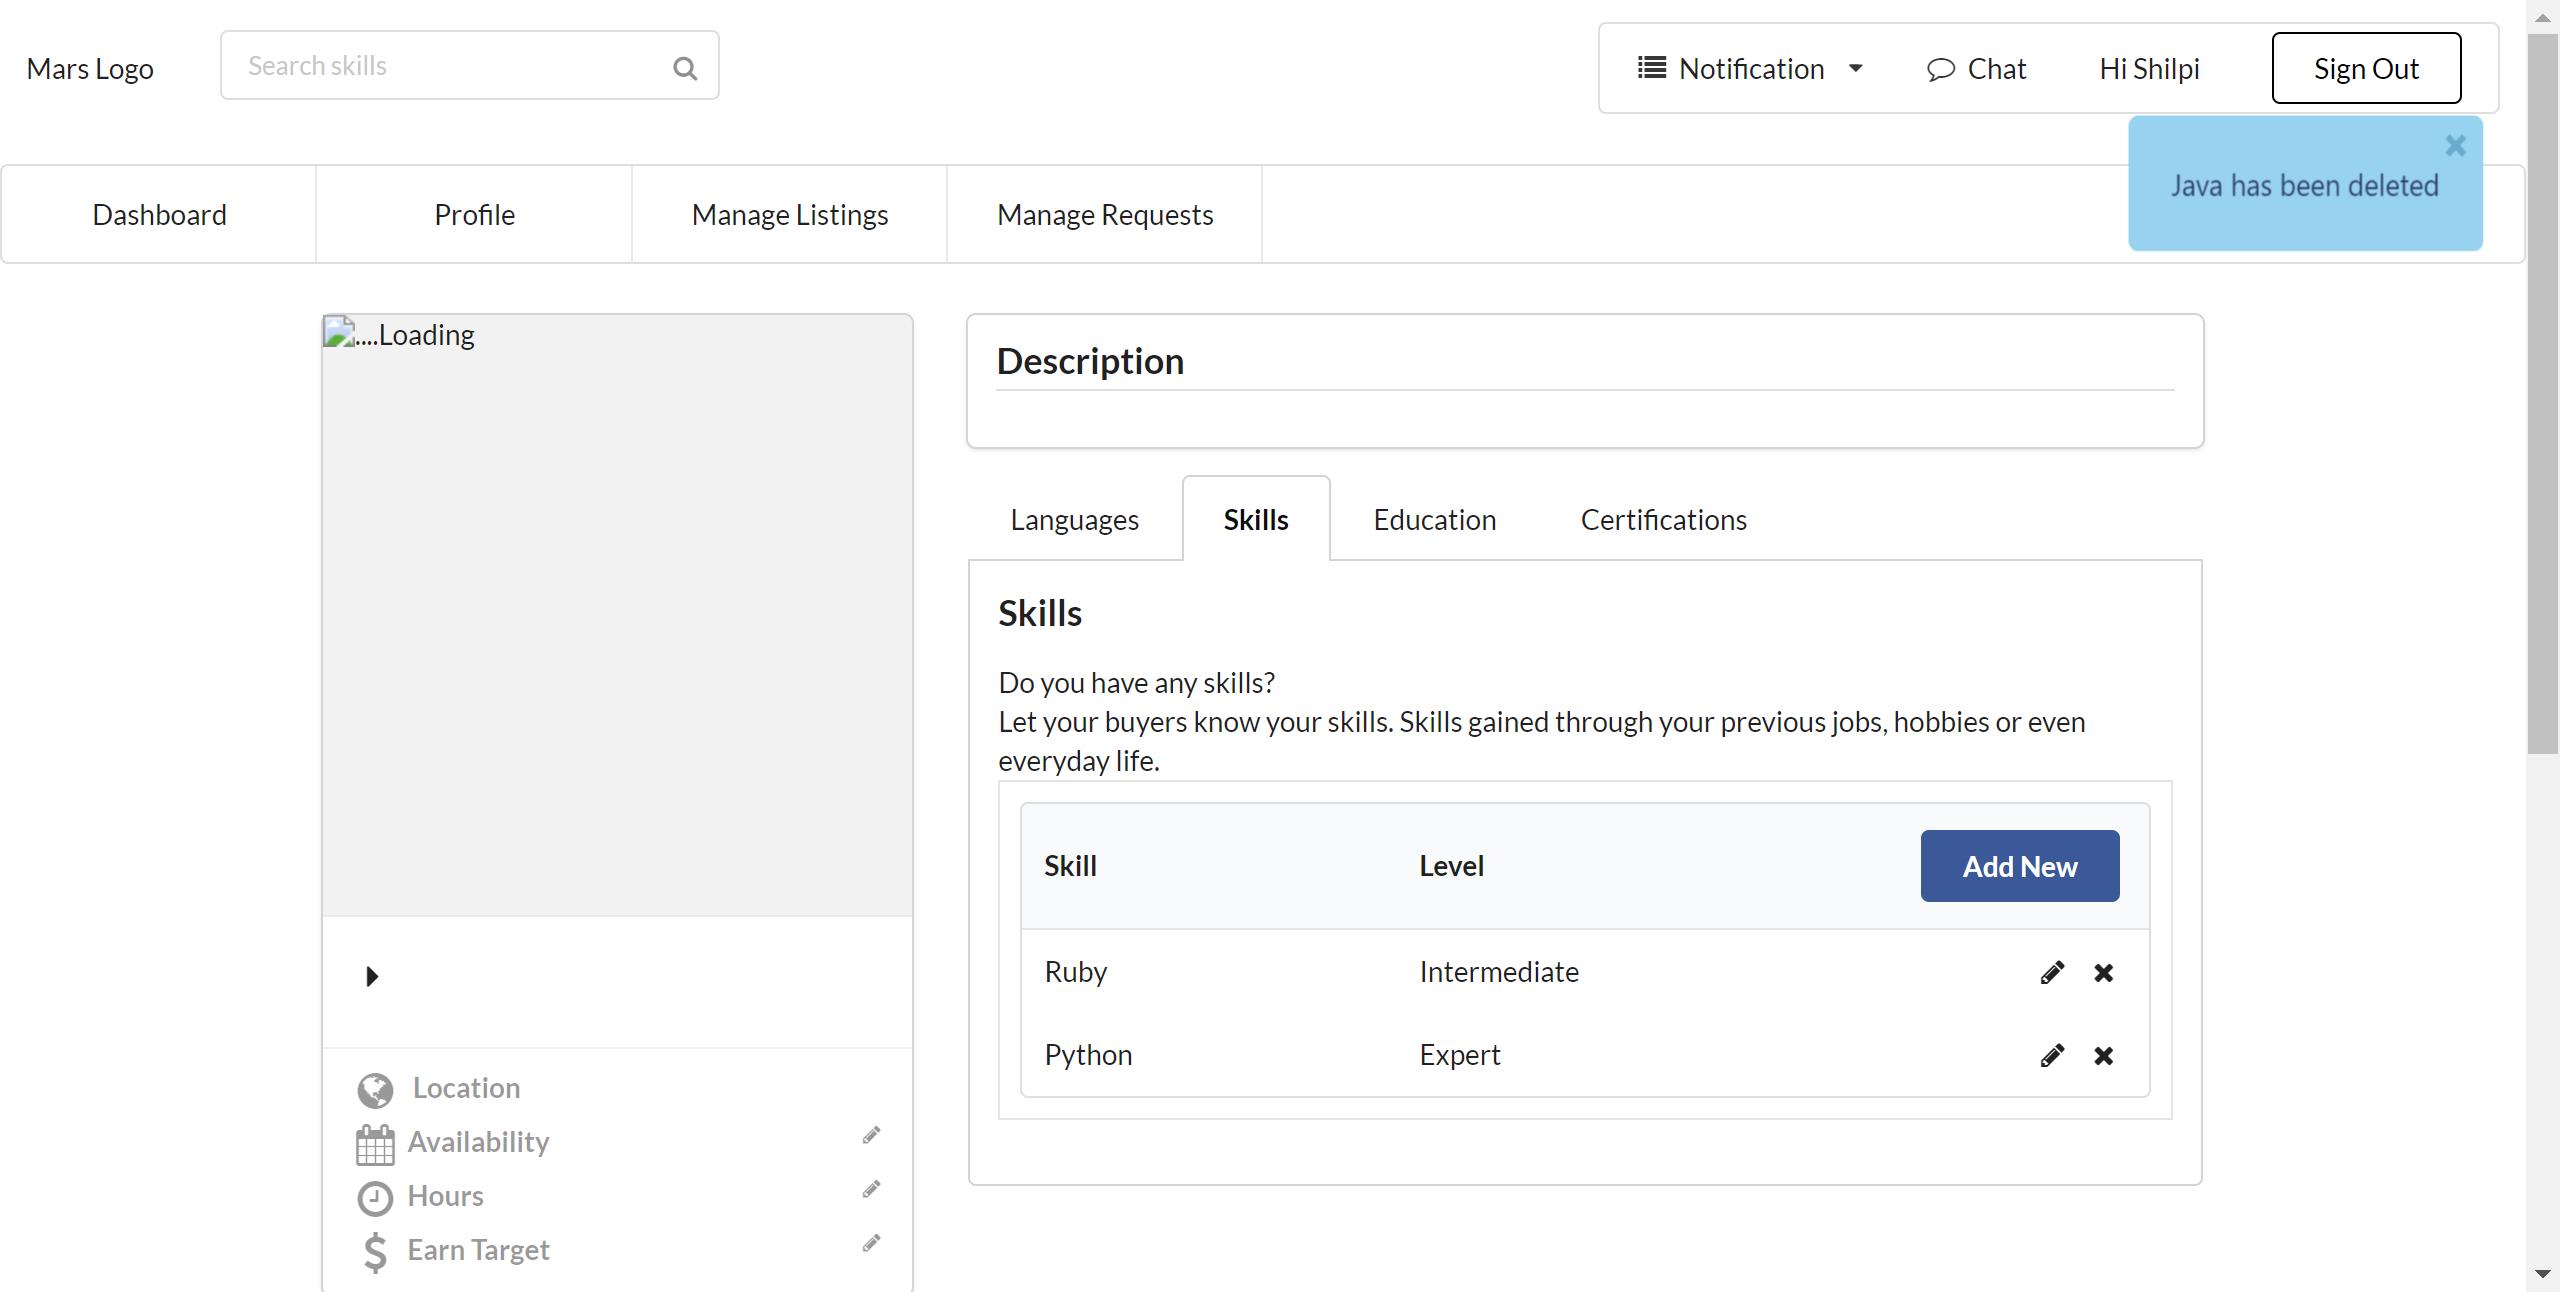 Mars Logo
Search skills
Notification
Chat
Hi Shilpi
Sign Out
Java has been deleted
Dashboard
Profile
Manage Listings
Manage Requests
....Loading
Description
Languages
Skills
Education
Certifications
Skills
Do you have any skills?
Let your buyers know your skills. Skills gained through your previous jobs, hobbies or even
everyday life.
Skill
Level
Add New
Ruby
Intermediate
Python
Expert
Location
Availability
Hours
Earn Target